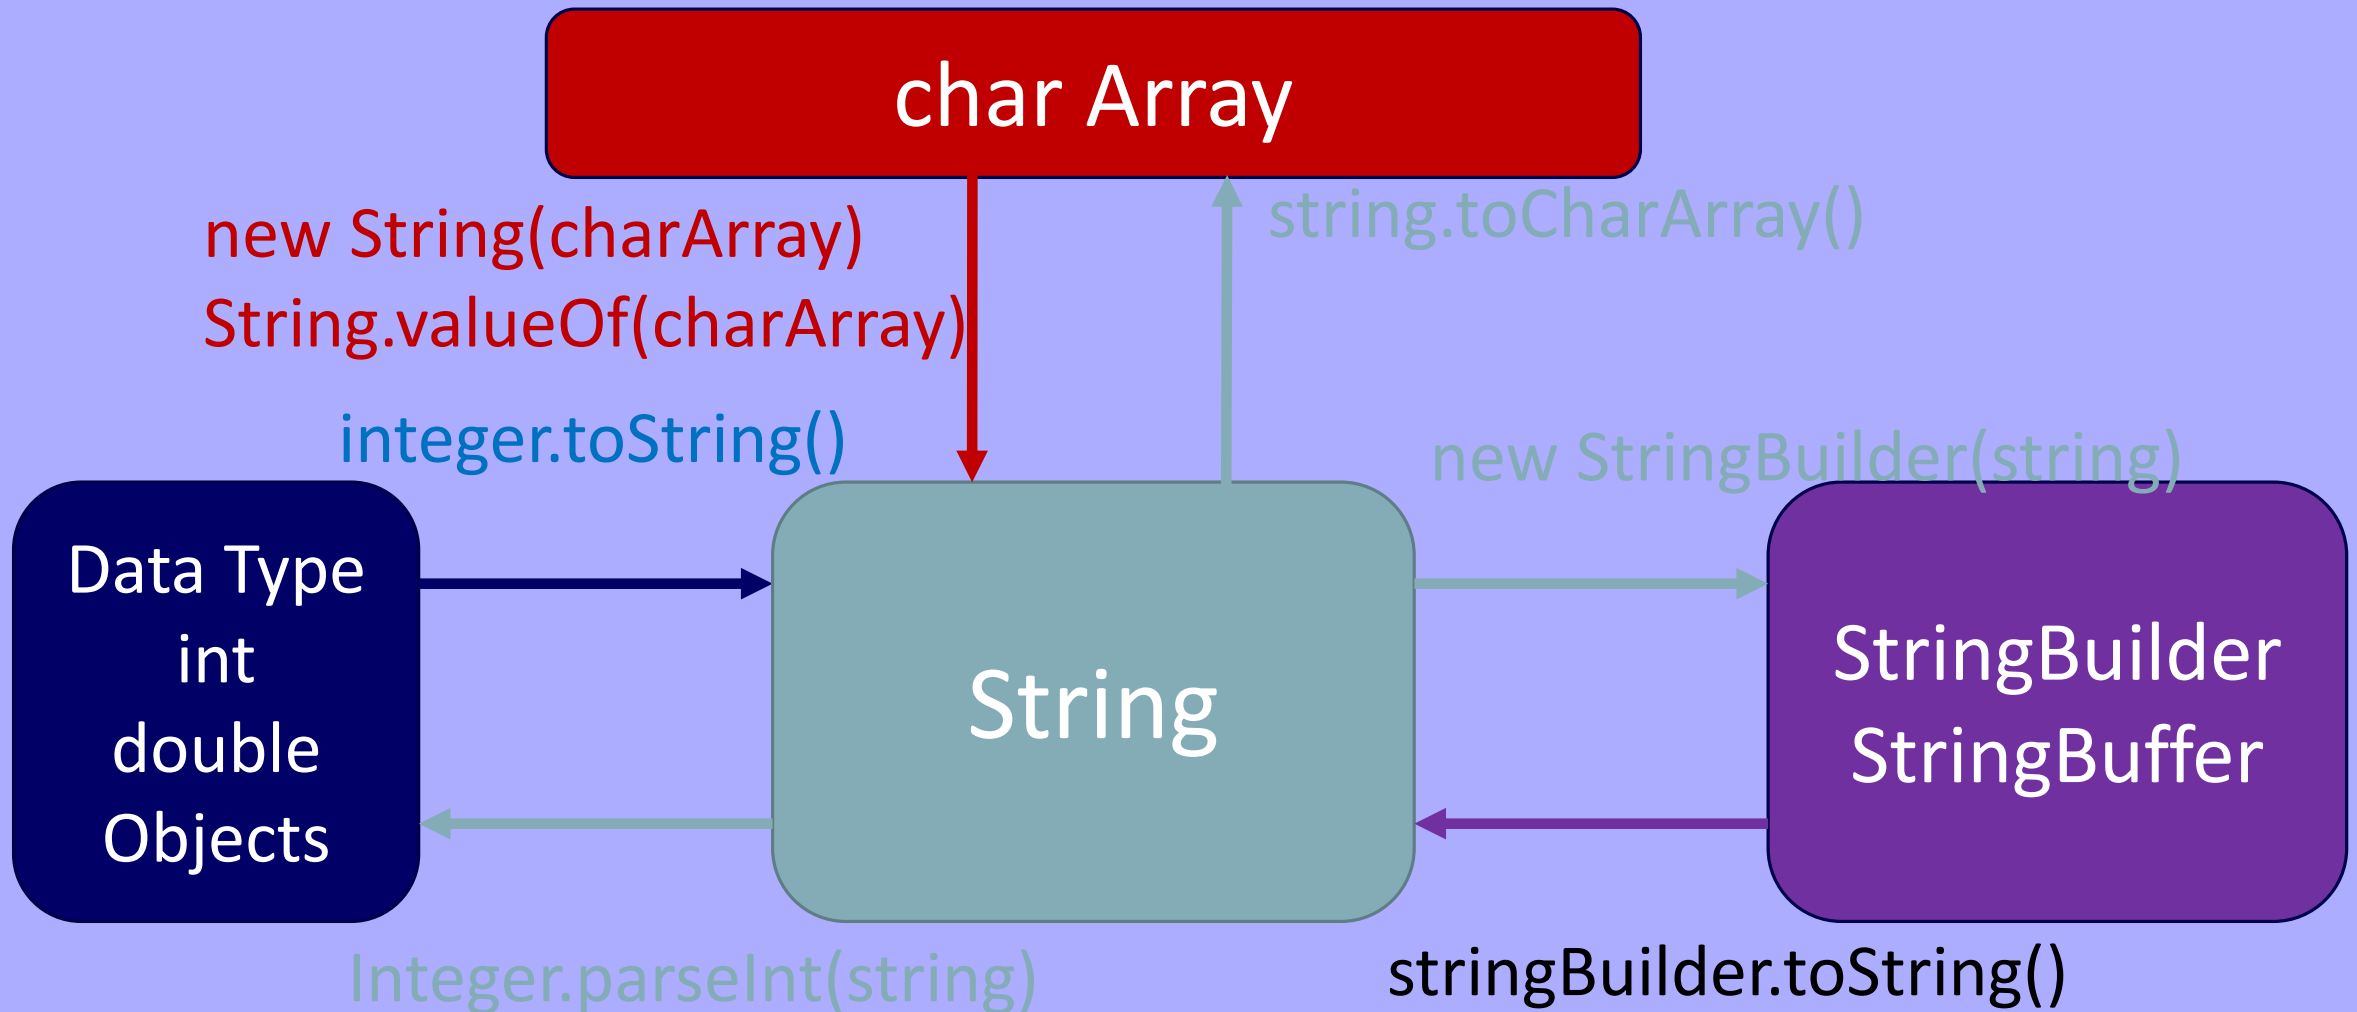 char Array
new String(charArray)
String.valueOf(charArray)
string.toCharArray()
integer.toString()
new StringBuilder(string)
Data Type
int
double
Objects
String
StringBuilder
StringBuffer
Integer.parseInt(string)
stringBuilder.toString()